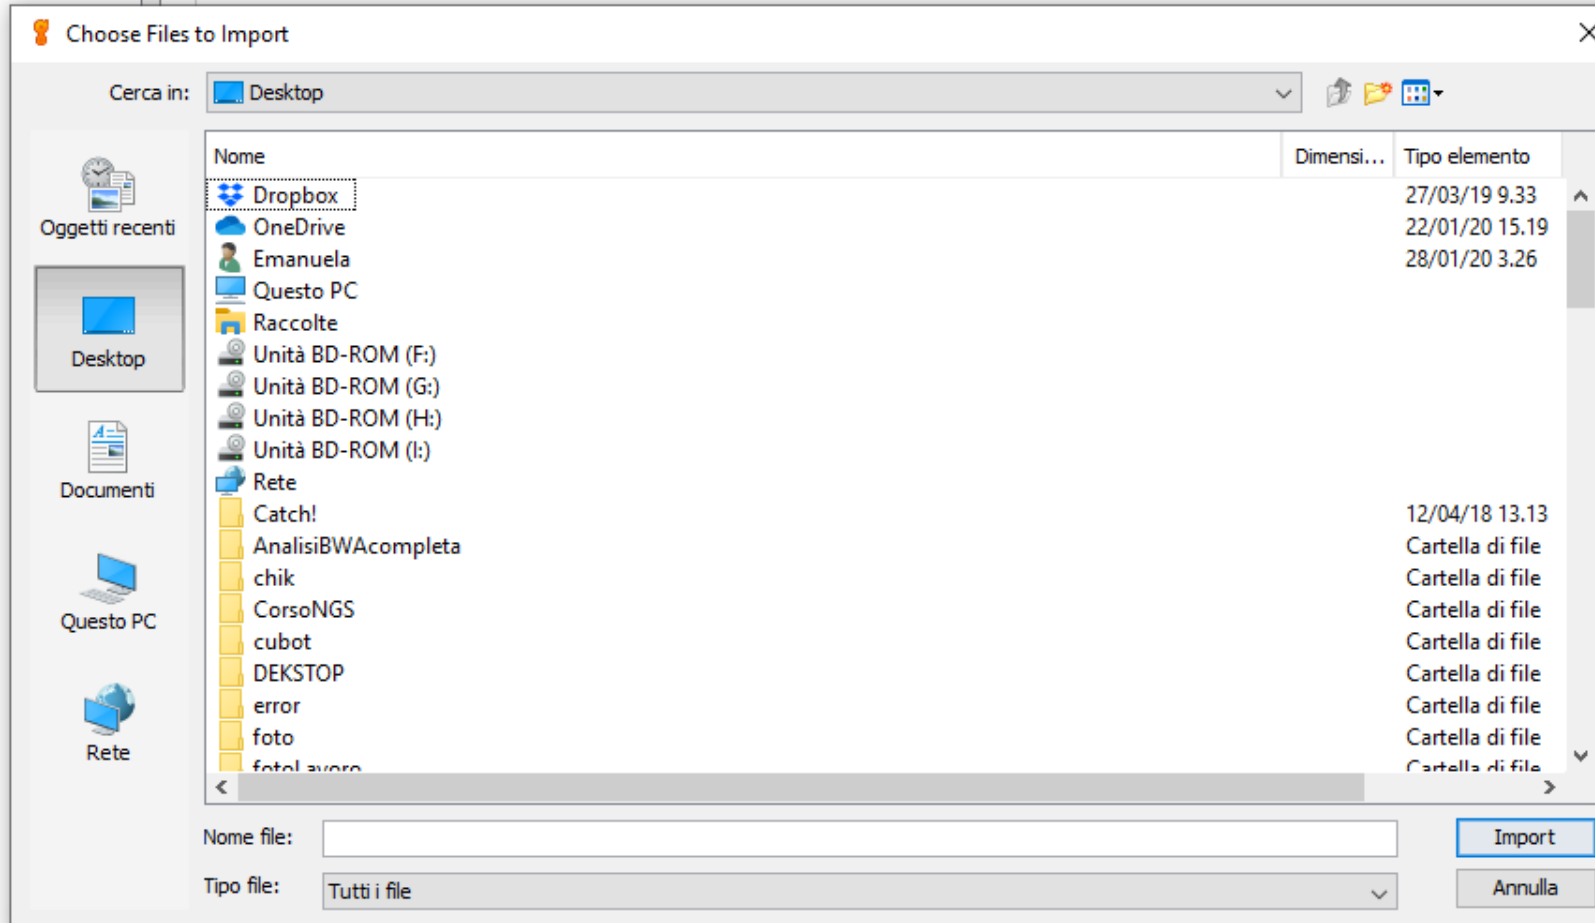 Choose Files to Import
Cerca in: Desktop
Nome Dimensi... Tipo elemento
Dropbox 27/03/19 9.33
OneDrive 22/01/20 15.19
Emanuela 28/01/20 3.26
Questo PC
Raccolte
Unità BD-ROM (F:)
Unità BD-ROM (G:)
Unità BD-ROM (H:)
Unità BD-ROM (I:)
Rete
Catch! 12/04/18 13.13
AnalisiBWAcompleta Cartella di file
chik Cartella di file
CorsoNGS Cartella di file
cubot Cartella di file
DEKSTOP Cartella di file
error Cartella di file
foto Cartella di file
fotoLavoro Cartella di file
Oggetti recenti
Desktop
Documenti
Questo PC
Rete
Nome file:
Import
Tipo file: Tutti i file
Annulla